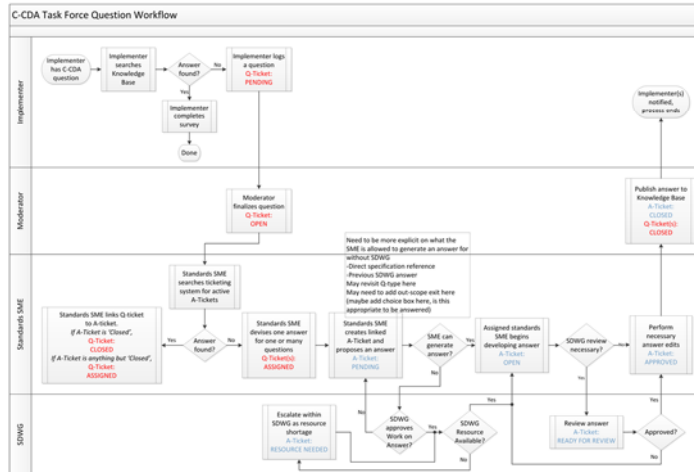 C-CDA Task Force Question Workflow
Implementer
Implementer
has C-CDA
question
Implementer
searches
Knowledge
Base
Answer
found?
No
Yes
Implementer logs
a question
Q-Ticket:
PENDING
Implementer
completes
survey
Done
Implementer(s)
notified,
process ends
Moderator
Moderator
finalizes question
Q-Ticket:
OPEN
Publish answer to
Knowledge Base
A-Ticket:
CLOSED
Q-Ticket(s):
CLOSED
Standards SME
Need to be more explicit on what the
SME is allowed to generate an answer for
without SDWG
-Direct specification reference
-Previous SDWG answer
May revisit Q-type here
May need to add out-scope exit here
(maybe add choice box here, is this
appropriate to be answered)
Standards SME
searches ticketing
system for active
A-Tickets
Standards SME links Q-ticket
to A-ticket.
If A-Ticket is 'Closed',
Q-Ticket:
CLOSED
If A-Ticket is anything but 'Closed',
Q-Ticket:
ASSIGNED
Yes
Answer
found?
No
Standards SME
devises one answer
for one or many
questions
Q-Ticket(s):
ASSIGNED
Standards SME
creates linked
A-Ticket and
proposes an answer
A-Ticket:
PENDING
SME can
generate
answer?
Yes
No
Assigned standards
SME begins
developing answer
A-Ticket:
OPEN
SDWG review
necessary?
No
Yes
Perform
necessary
answer edits
A-Ticket:
APPROVED
SDWG
Escalate within
SDWG as resource
shortage
A-Ticket:
RESOURCE NEEDED
No
SDWG
approves
Work on
Answer?
Yes
SDWG
Resource
Available?
Yes
No
Review answer
A-Ticket:
READY FOR REVIEW
Approved?
Yes
No